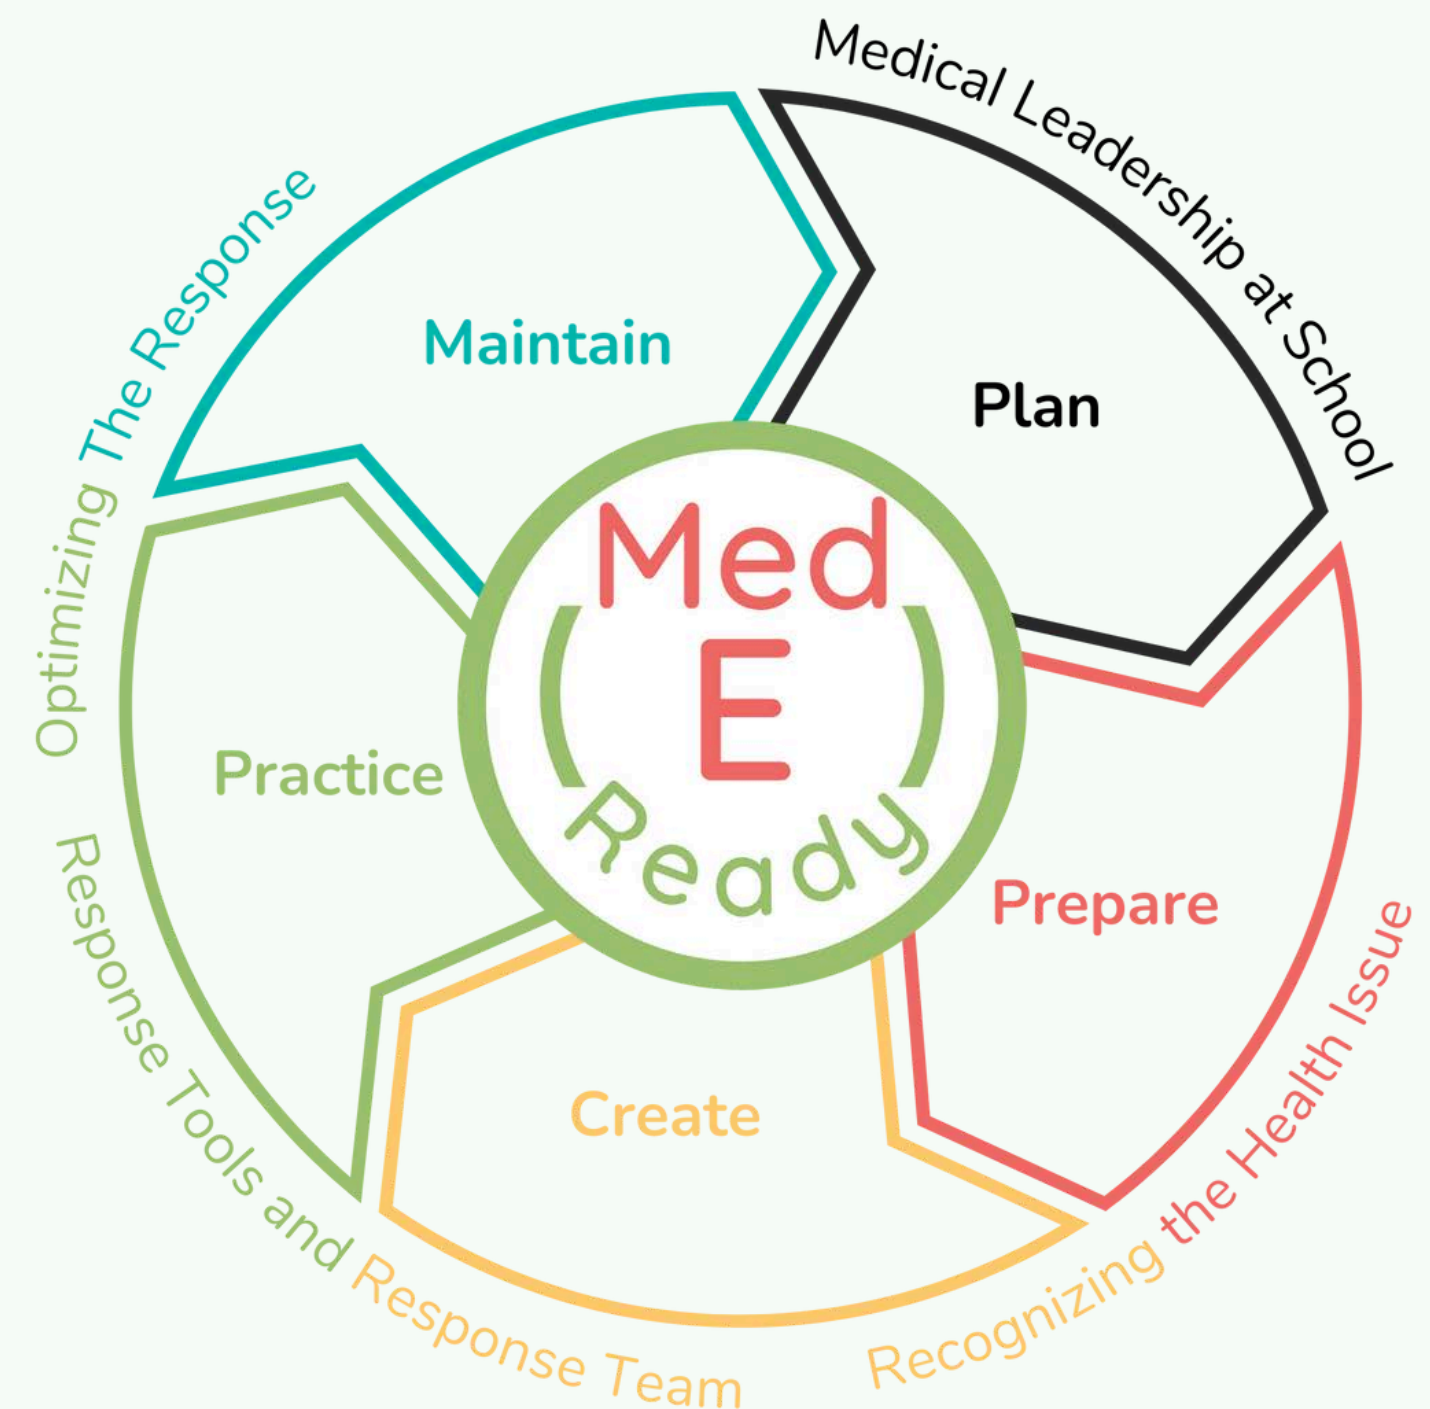 Medical Leadership at School
Plan
Prepare
Recognizing the Health Issue
Create
Response Tools and Response Team
Practice
Optimizing The Response
Maintain
Med
E
Ready